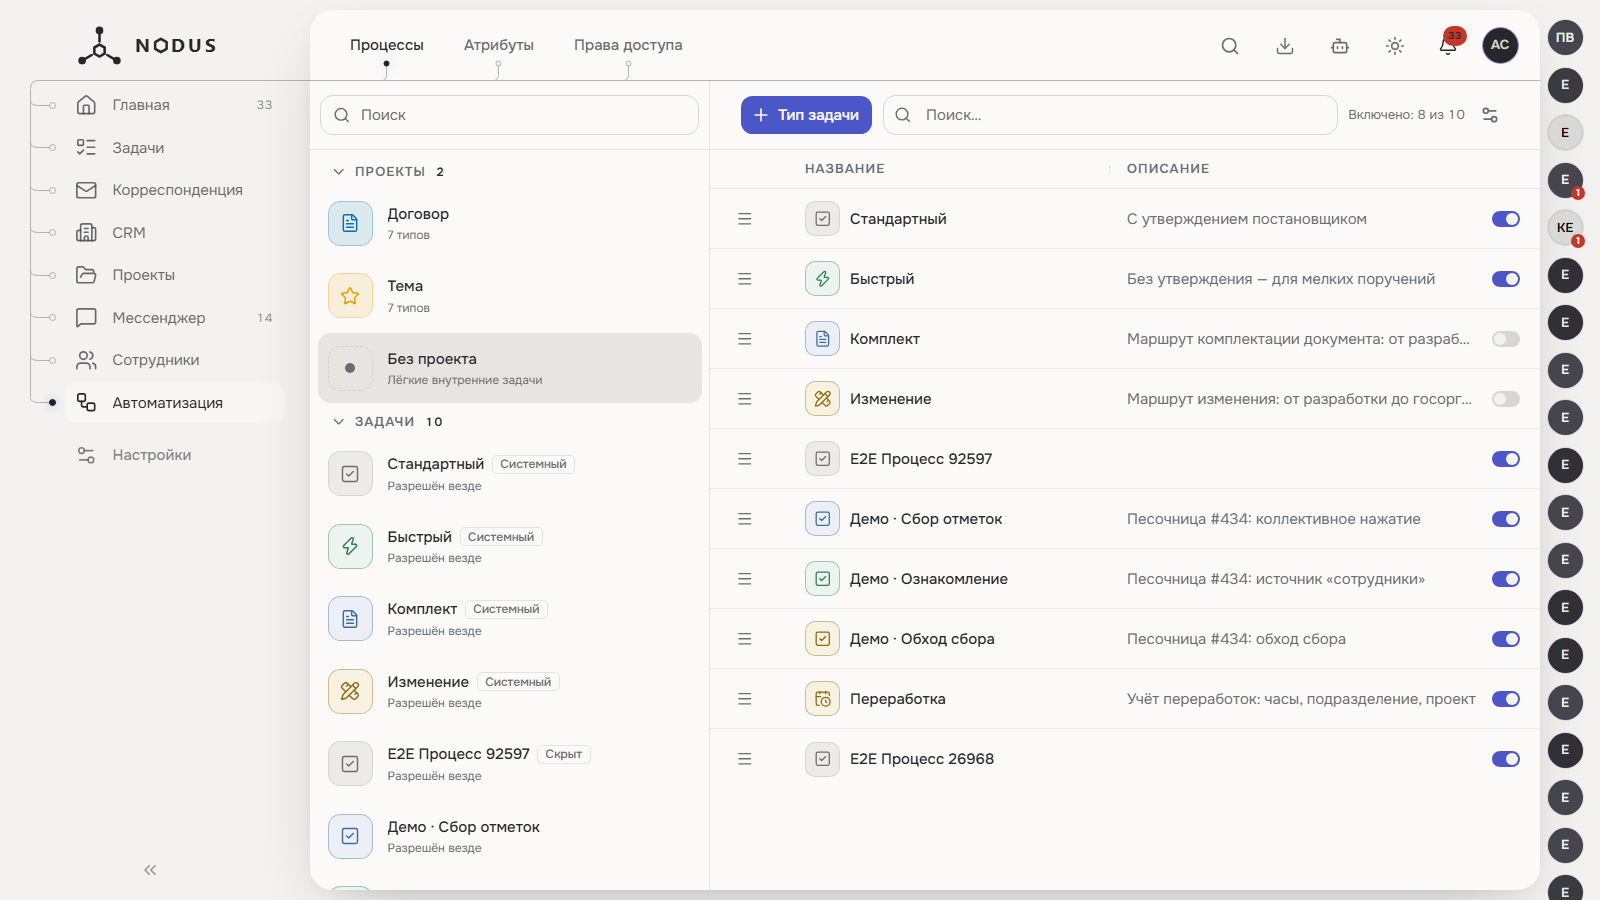 NODUS
Главная 33
Задачи
Корреспонденция
CRM
Проекты
Мессенджер 14
Сотрудники
Автоматизация
Настройки
Процессы Атрибуты Права доступа
33
АС
Поиск
ПРОЕКТЫ 2
Договор
7 типов
Тема
7 типов
Без проекта
Лёгкие внутренние задачи
ЗАДАЧИ 10
Стандартный Системный
Разрешён везде
Быстрый Системный
Разрешён везде
Комплект Системный
Разрешён везде
Изменение Системный
Разрешён везде
E2E Процесс 92597 Скрыт
Разрешён везде
Демо · Сбор отметок
Разрешён везде
Тип задачи
Поиск...
Включено: 8 из 10
НАЗВАНИЕ ОПИСАНИЕ
Стандартный С утверждением постановщиком
Быстрый Без утверждения — для мелких поручений
Комплект Маршрут комплектации документа: от разраб...
Изменение Маршрут изменения: от разработки до госорг...
E2E Процесс 92597
Демо · Сбор отметок Песочница #434: коллективное нажатие
Демо · Ознакомление Песочница #434: источник «сотрудники»
Демо · Обход сбора Песочница #434: обход сбора
Переработка Учёт переработок: часы, подразделение, проект
E2E Процесс 26968
ПВ
Е
Е
Е
1
КЕ
1
Е
Е
Е
Е
Е
Е
Е
Е
Е
Е
Е
Е
Е
Е